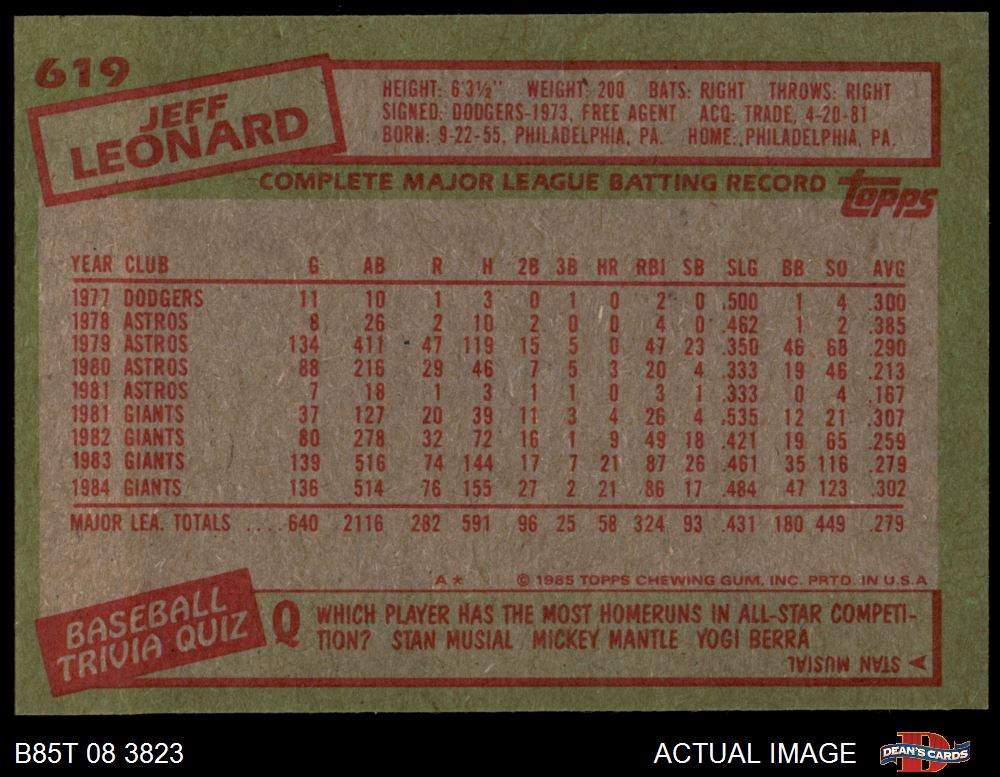 619
JEFF
LEONARD
HEIGHT: 6'3½" WEIGHT: 200 BATS: RIGHT THROWS: RIGHT
SIGNED: DODGERS-1973, FREE AGENT ACQ: TRADE, 4-20-81
BORN: 9-22-55, PHILADELPHIA, PA. HOME: PHILADELPHIA, PA.
COMPLETE MAJOR LEAGUE BATTING RECORD
topps
YEAR CLUB G AB R H 2B 3B HR RBI SB SLG BB SO AVG
1977 DODGERS 11 10 1 3 0 1 0 2 0 .500 1 4 .300
1978 ASTROS 8 26 2 10 2 0 0 4 0 .462 1 2 .385
1979 ASTROS 134 411 47 119 15 5 0 47 23 .350 46 68 .290
1980 ASTROS 88 216 29 46 7 5 3 20 4 .333 19 46 .213
1981 ASTROS 7 18 1 3 1 1 0 3 1 .333 0 4 .167
1981 GIANTS 37 127 20 39 11 3 4 26 4 .535 12 21 .307
1982 GIANTS 80 278 32 72 16 1 9 49 18 .421 19 65 .259
1983 GIANTS 139 516 74 144 17 7 21 87 26 .461 35 116 .279
1984 GIANTS 136 514 76 155 27 2 21 86 17 .484 47 123 .302
MAJOR LEA. TOTALS ....640 2116 282 591 96 25 58 324 93 .431 180 449 .279
A* © 1985 TOPPS CHEWING GUM, INC. PRTD. IN U.S.A
BASEBALL
TRIVIA QUIZ
Q WHICH PLAYER HAS THE MOST HOMERUNS IN ALL-STAR COMPETI-
TION? STAN MUSIAL MICKEY MANTLE YOGI BERRA
A STAN MUSIAL
B85T 08 3823
ACTUAL IMAGE
D
DEAN'S CARDS